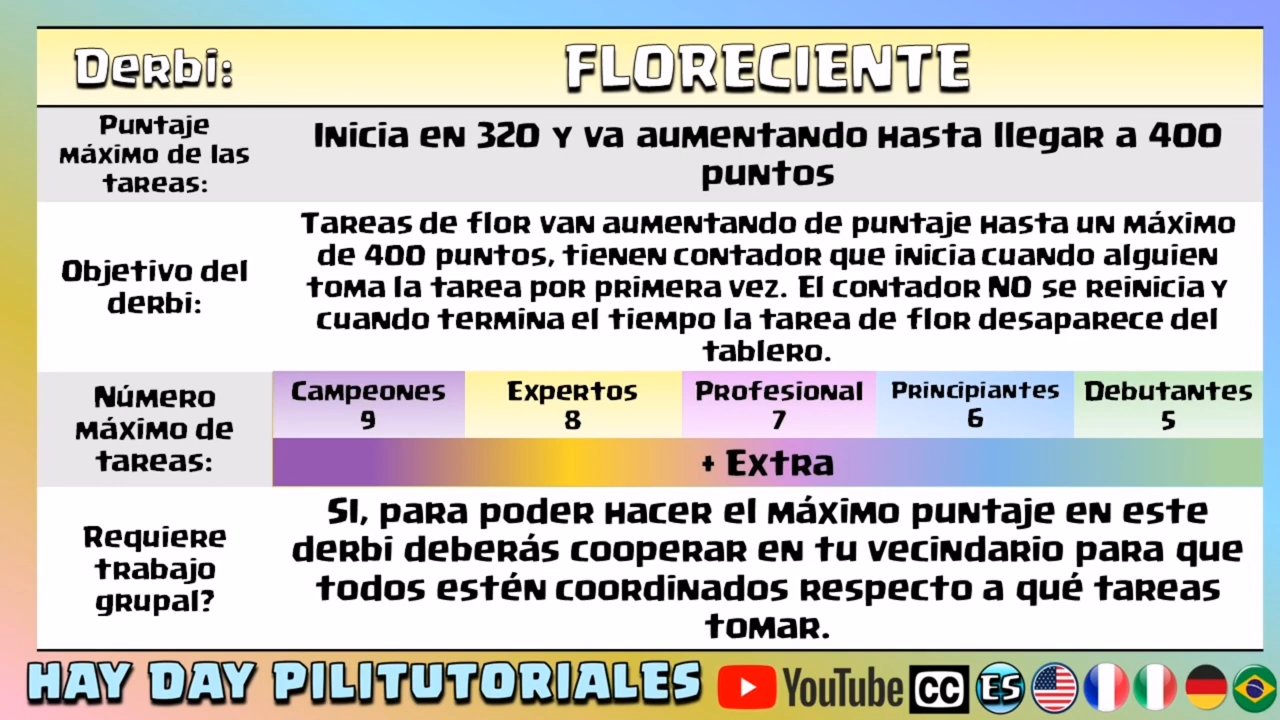 Derbi:
FLORECIENTE
Puntaje
máximo de las
tareas:
Inicia en 320 y va aumentando hasta llegar a 400
puntos
Objetivo del
derbi:
Tareas de flor van aumentando de puntaje hasta un máximo
de 400 puntos, tienen contador que inicia cuando alguien
toma la tarea por primera vez. El contador NO se reinicia y
cuando termina el tiempo la tarea de flor desaparece del
tablero.
Número
máximo de
tareas:
Campeones
9
Expertos
8
Profesional
7
Principiantes
6
Debutantes
5
+ Extra
Requiere
trabajo
grupal?
SI, para poder hacer el máximo puntaje en este
derbi deberás cooperar en tu vecindario para que
todos estén coordinados respecto a qué tareas
tomar.
HAY DAY PILITUTORIALES YouTube CC ES